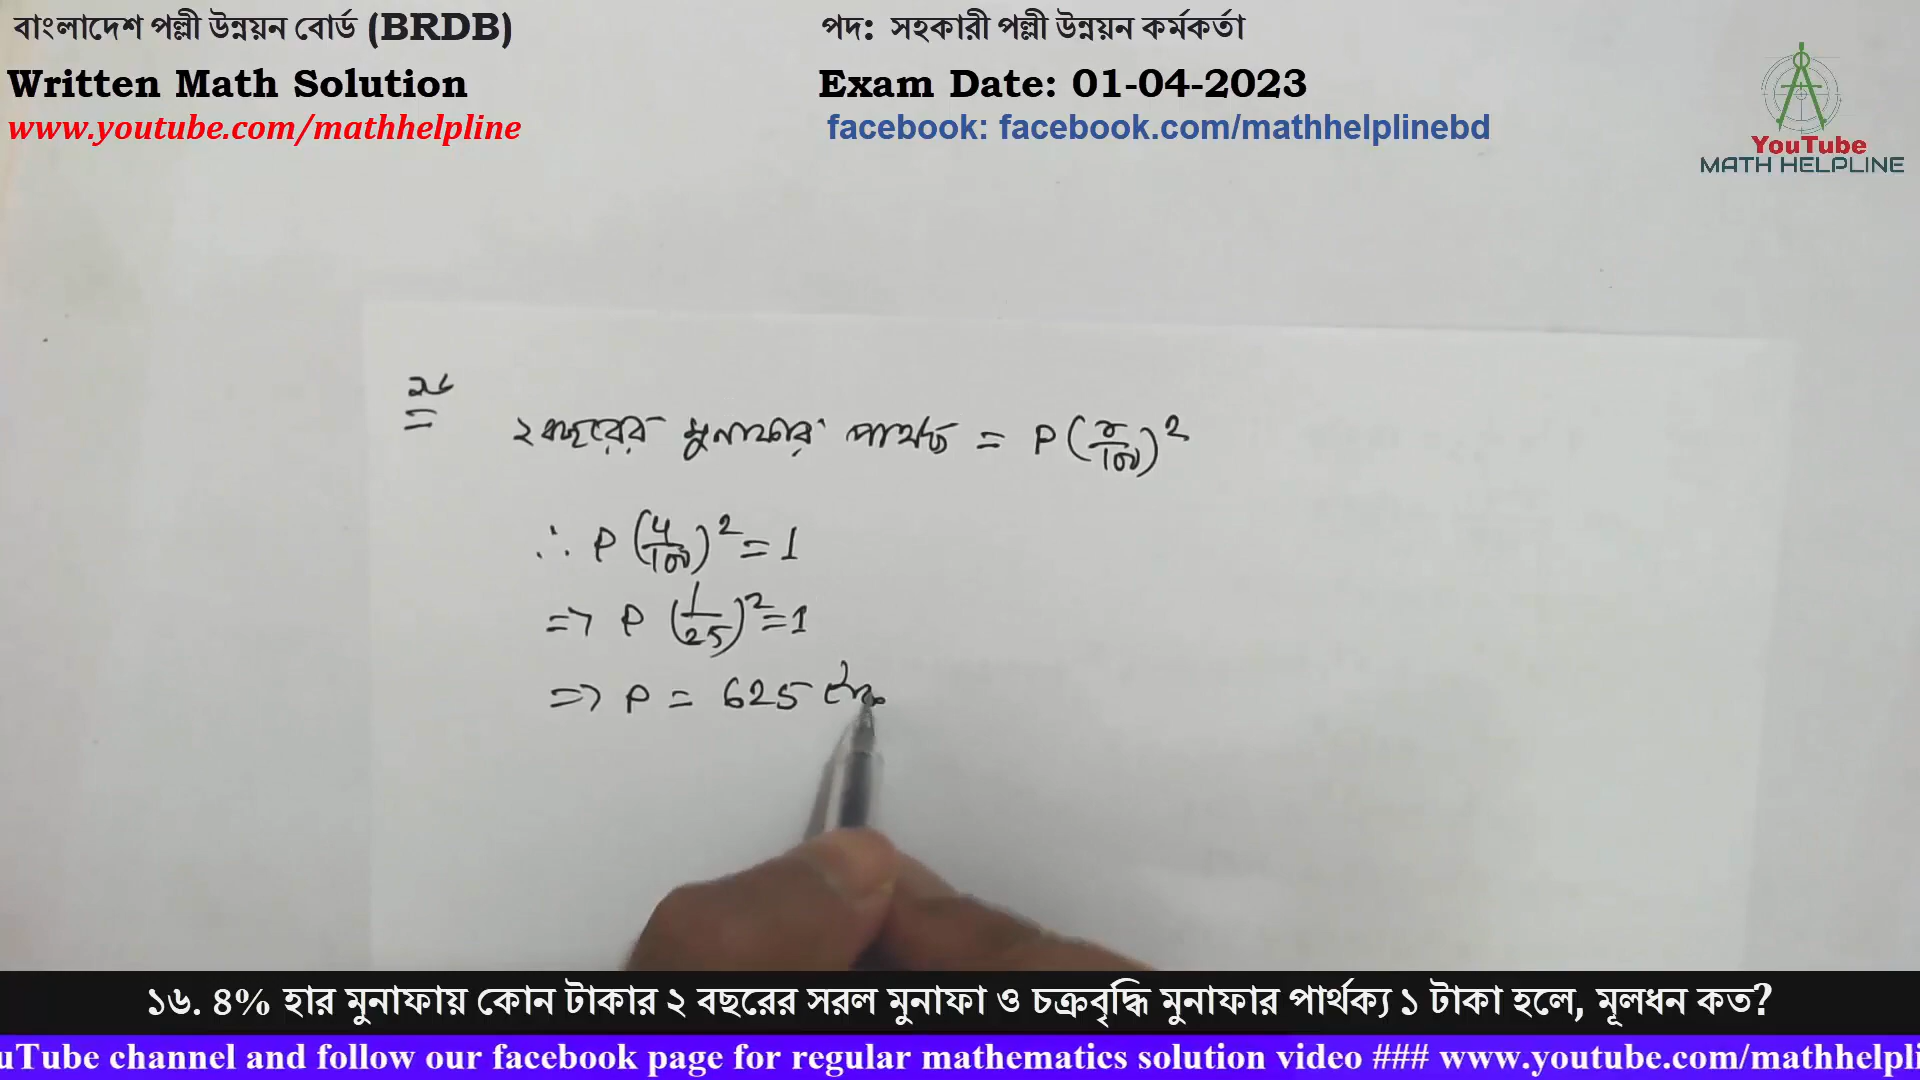 বাংলাদেশ পল্লী উন্নয়ন বোর্ড (BRDB)
পদ: সহকারী পল্লী উন্নয়ন কর্মকর্তা
Written Math Solution
Exam Date: 01-04-2023
www.youtube.com/mathhelpline
facebook: facebook.com/mathhelplinebd
YouTube
MATH HELPLINE
২ বছরের মুনাফার পার্থক্য = P(r/100)²
∴ P(4/100)² = 1
=> P(1/25)² = 1
=> P = 625
১৬. ৪% হার মুনাফায় কোন টাকার ২ বছরের সরল মুনাফা ও চক্রবৃদ্ধি মুনাফার পার্থক্য ১ টাকা হলে, মূলধন কত?
uTube channel and follow our facebook page for regular mathematics solution video ### www.youtube.com/mathhelpli